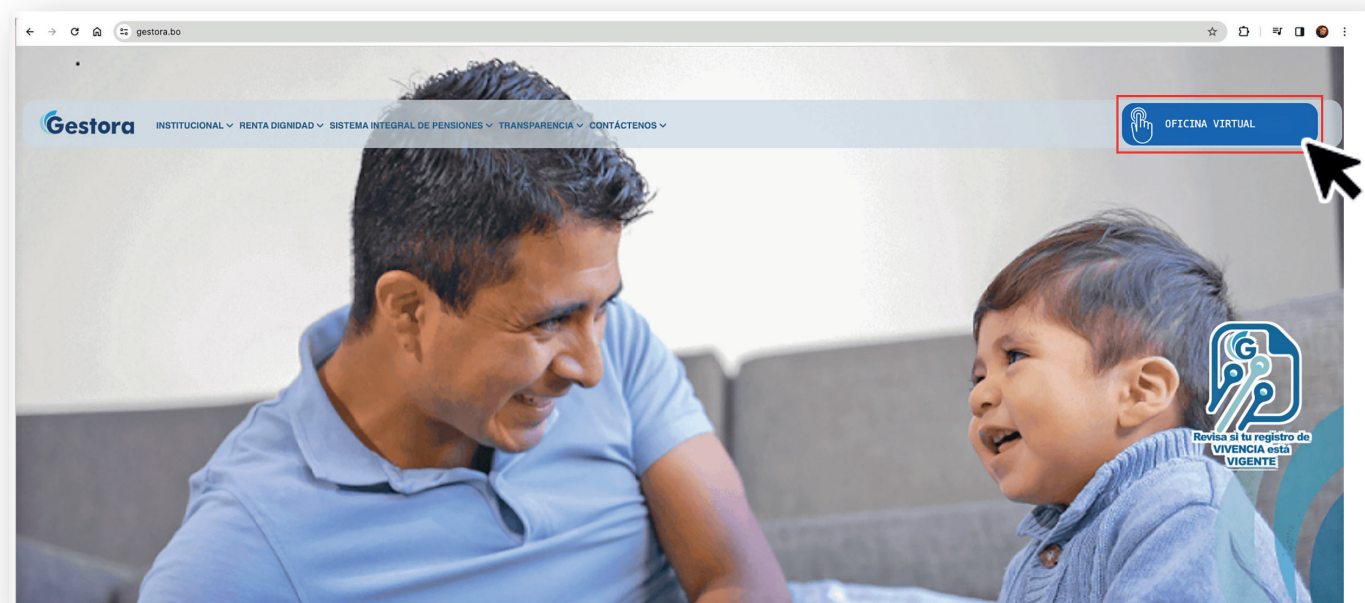 gestora.bo
Gestora
INSTITUCIONAL RENTA DIGNIDAD SISTEMA INTEGRAL DE PENSIONES TRANSPARENCIA CONTÁCTENOS
OFICINA VIRTUAL
G
Revisa si tu registro de
VIVENCIA está
VIGENTE